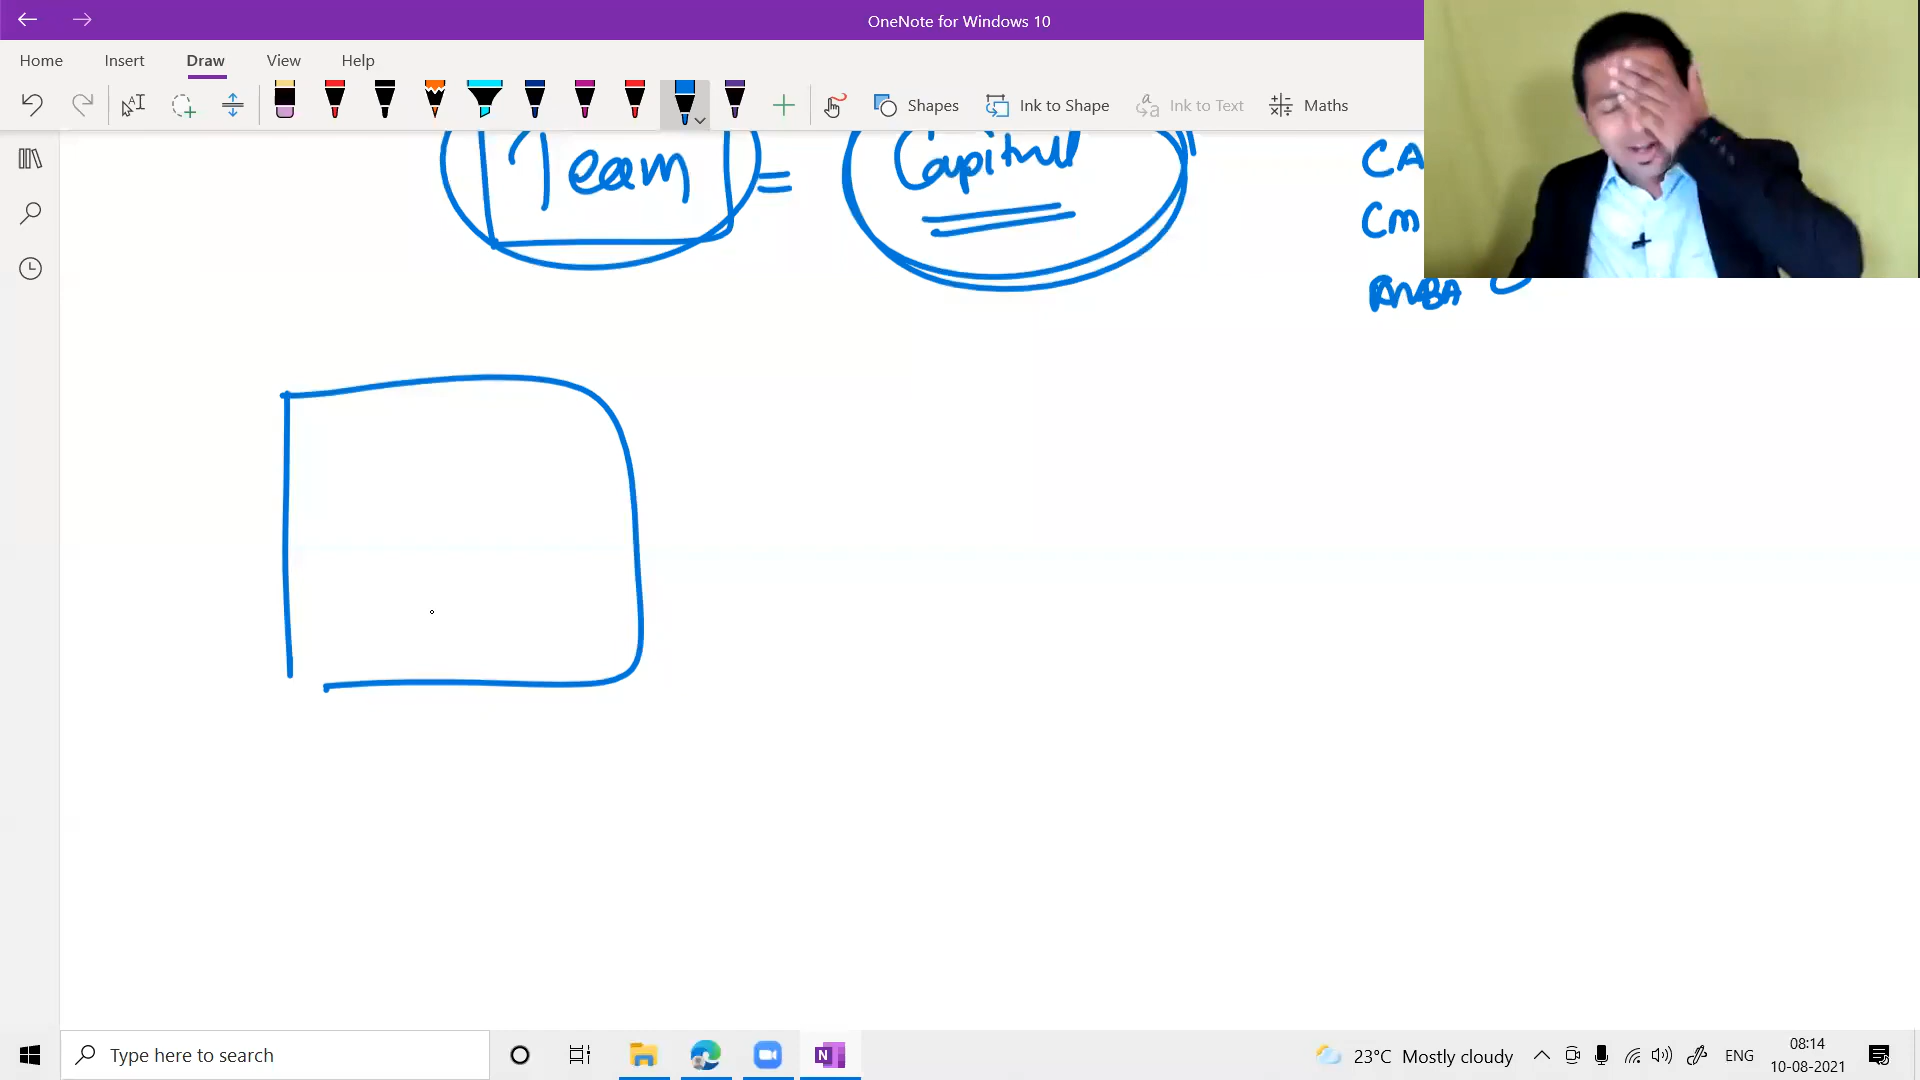 OneNote for Windows 10
Home Insert Draw View Help
Shapes Ink to Shape Ink to Text Maths
Team = Capital CA
CM
MBA
Type here to search
23°C Mostly cloudy ENG 08:14
10-08-2021